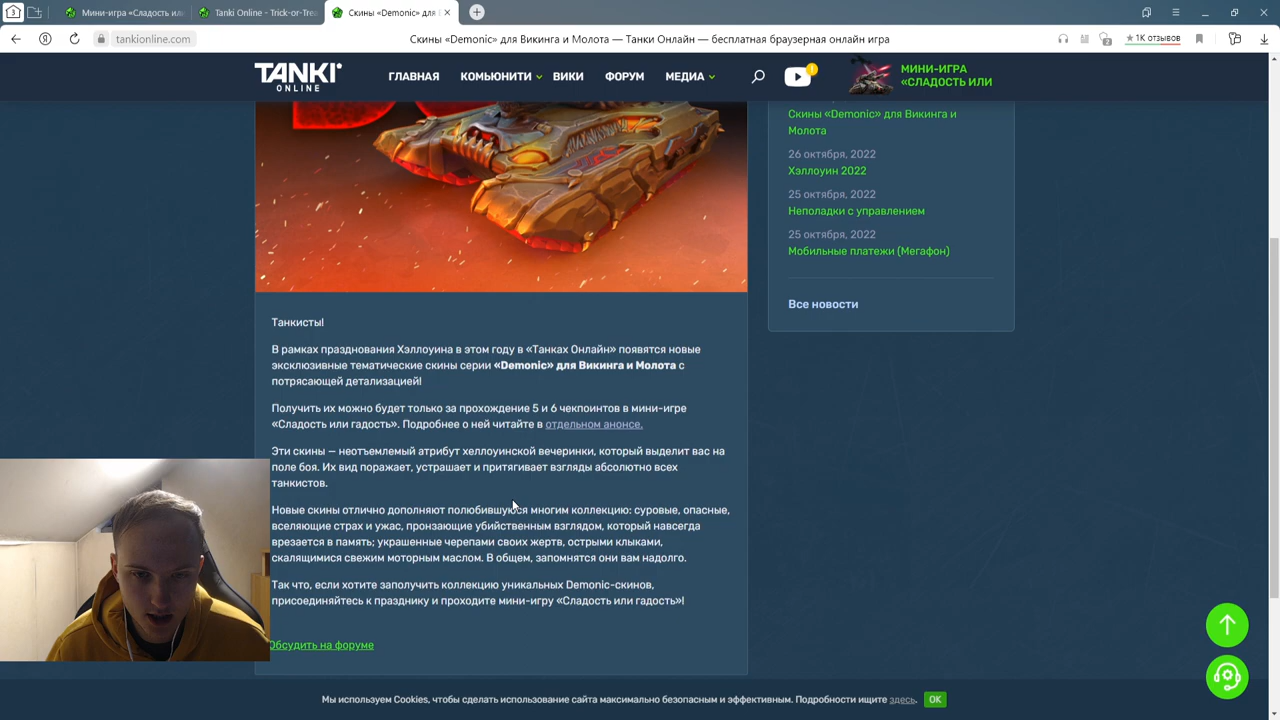 3
Мини-игра «Сладость или
Tanki Online - Trick-or-Tre
Скины «Demonic» для
tankionline.com
Скины «Demonic» для Викинга и Молота — Танки Онлайн — бесплатная браузерная онлайн игра
1K отзывов
TANKI
ONLINE
ГЛАВНАЯ
КОМЬЮНИТИ
ВИКИ
ФОРУМ
МЕДИА
МИНИ-ИГРА
«СЛАДОСТЬ ИЛИ
Скины «Demonic» для Викинга и
Молота
26 октября, 2022
Хэллоуин 2022
25 октября, 2022
Неполадки с управлением
25 октября, 2022
Мобильные платежи (Мегафон)
Все новости
Танкисты!
В рамках празднования Хэллоуина в этом году в «Танках Онлайн» появятся новые
эксклюзивные тематические скины серии «Demonic» для Викинга и Молота с
потрясающей детализацией!
Получить их можно будет только за прохождение 5 и 6 чекпоинтов в мини-игре
«Сладость или гадость». Подробнее о ней читайте в отдельном анонсе.
Эти скины — неотъемлемый атрибут хеллоуинской вечеринки, который выделит вас на
поле боя. Их вид поражает, устрашает и притягивает взгляды абсолютно всех
танкистов.
Новые скины отлично дополняют полюбившуюся многим коллекцию: суровые, опасные,
вселяющие страх и ужас, пронзающие убийственным взглядом, который навсегда
врезается в память; украшенные черепами своих жертв, острыми клыками,
скалящимися свежим моторным маслом. В общем, запомнятся они вам надолго.
Так что, если хотите заполучить коллекцию уникальных Demonic-скинов,
присоединяйтесь к празднику и проходите мини-игру «Сладость или гадость»!
Обсудить на форуме
Мы используем Cookies, чтобы сделать использование сайта максимально безопасным и эффективным. Подробности ищите здесь.
OK